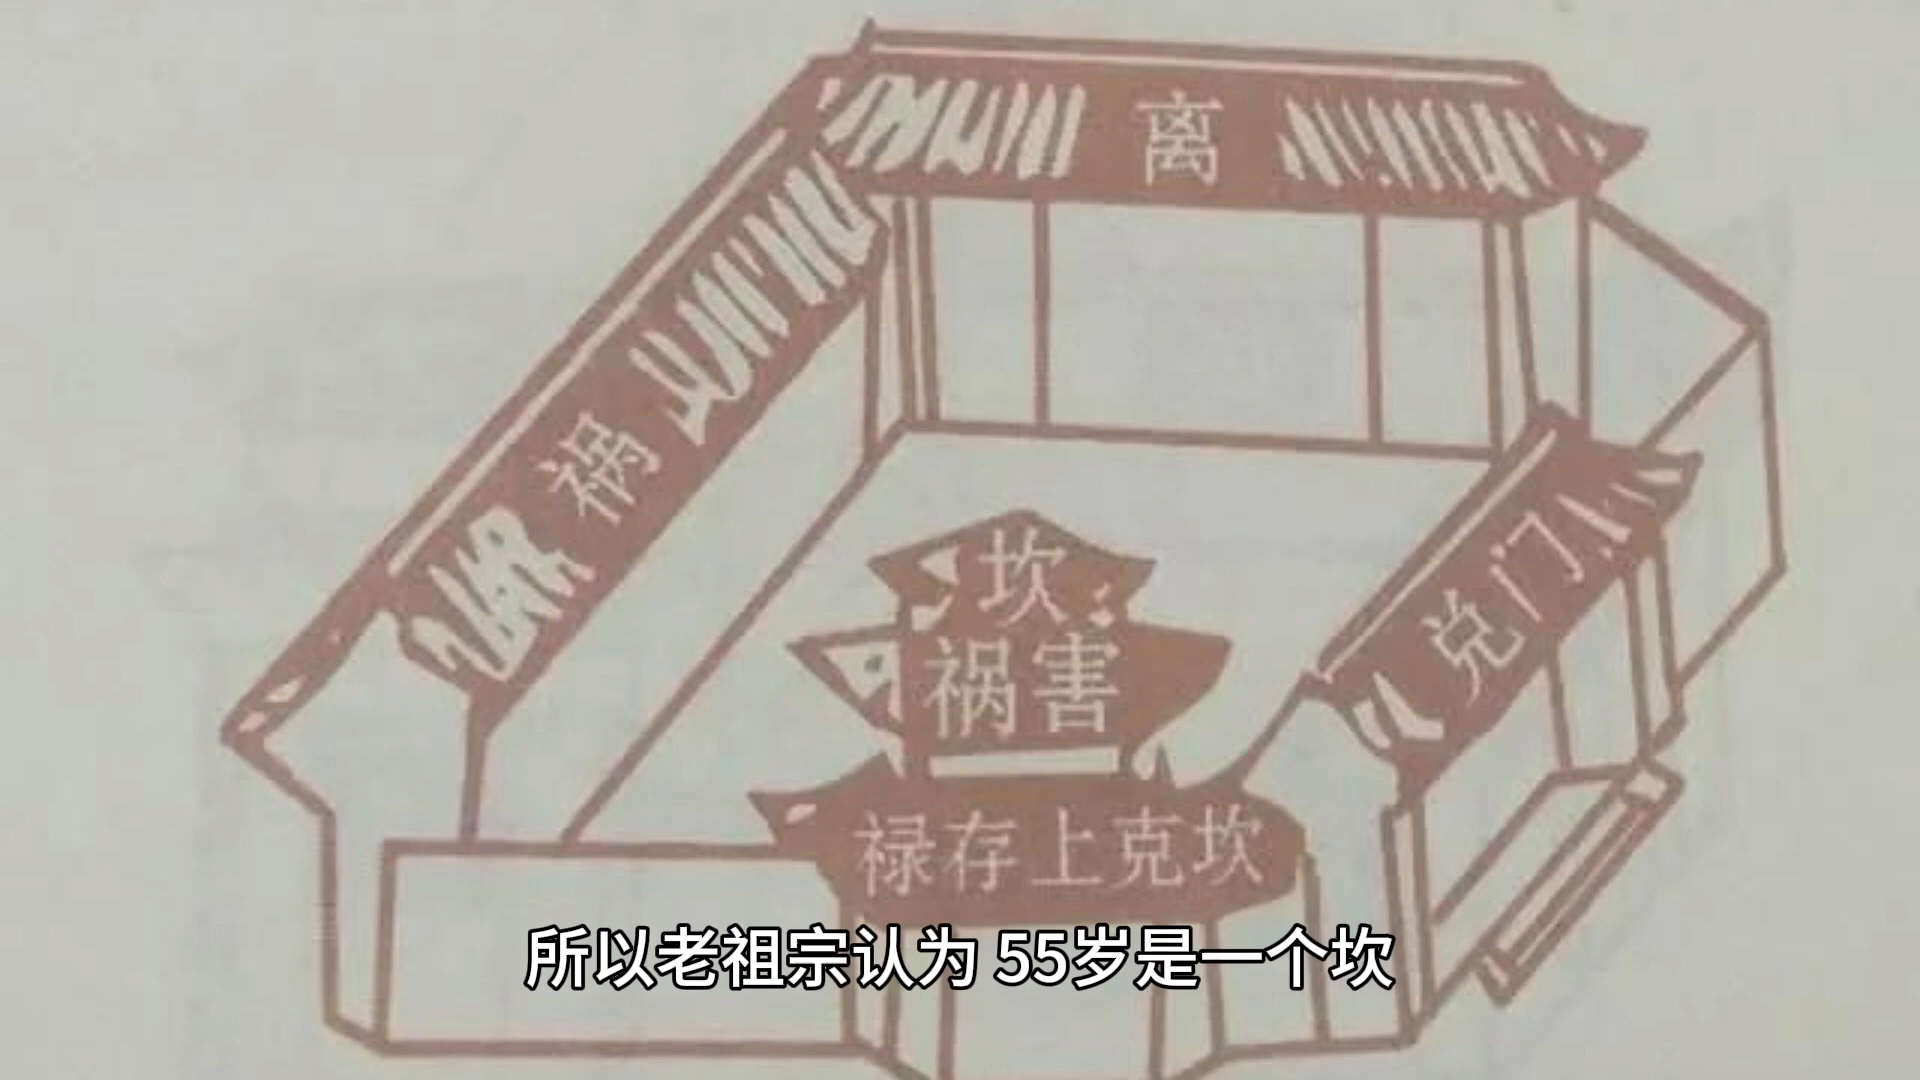 离
祸
坎
祸害
兑门
禄存上克坎
所以老祖宗认为 55岁是一个坎